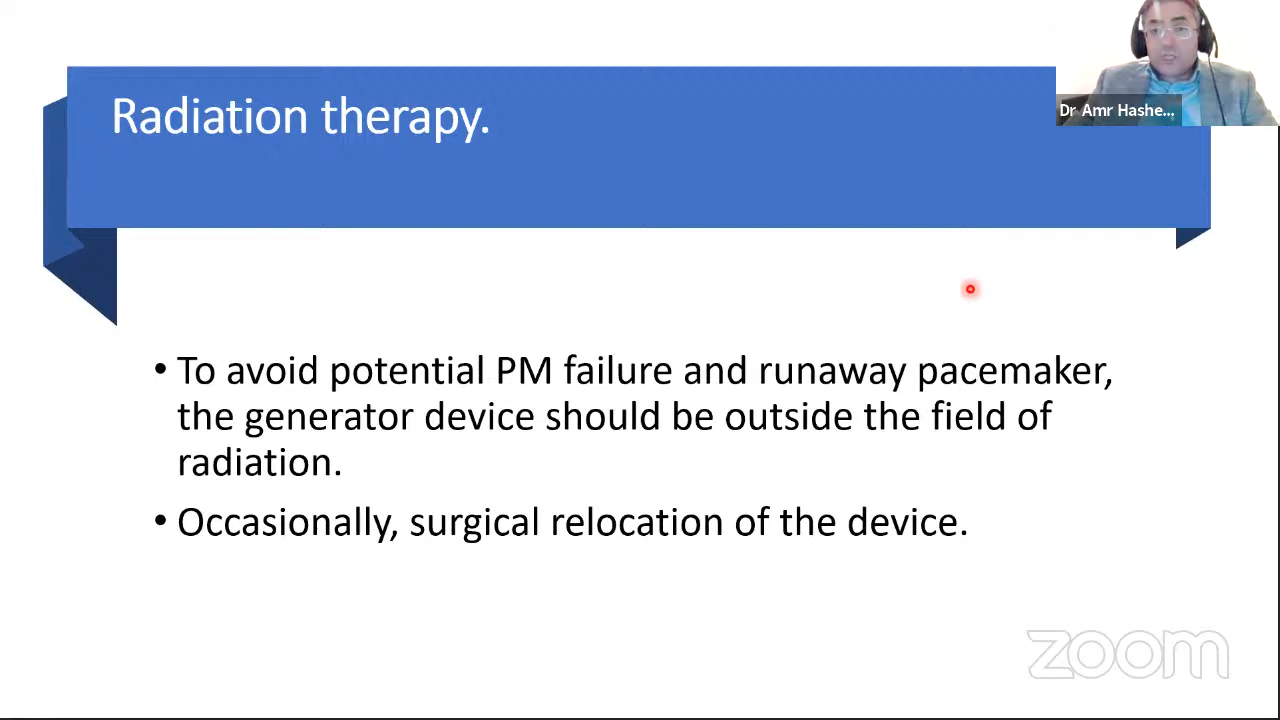 Radiation therapy.
Dr Amr Hashe...
• To avoid potential PM failure and runaway pacemaker,
the generator device should be outside the field of
radiation.
• Occasionally, surgical relocation of the device.
zoom